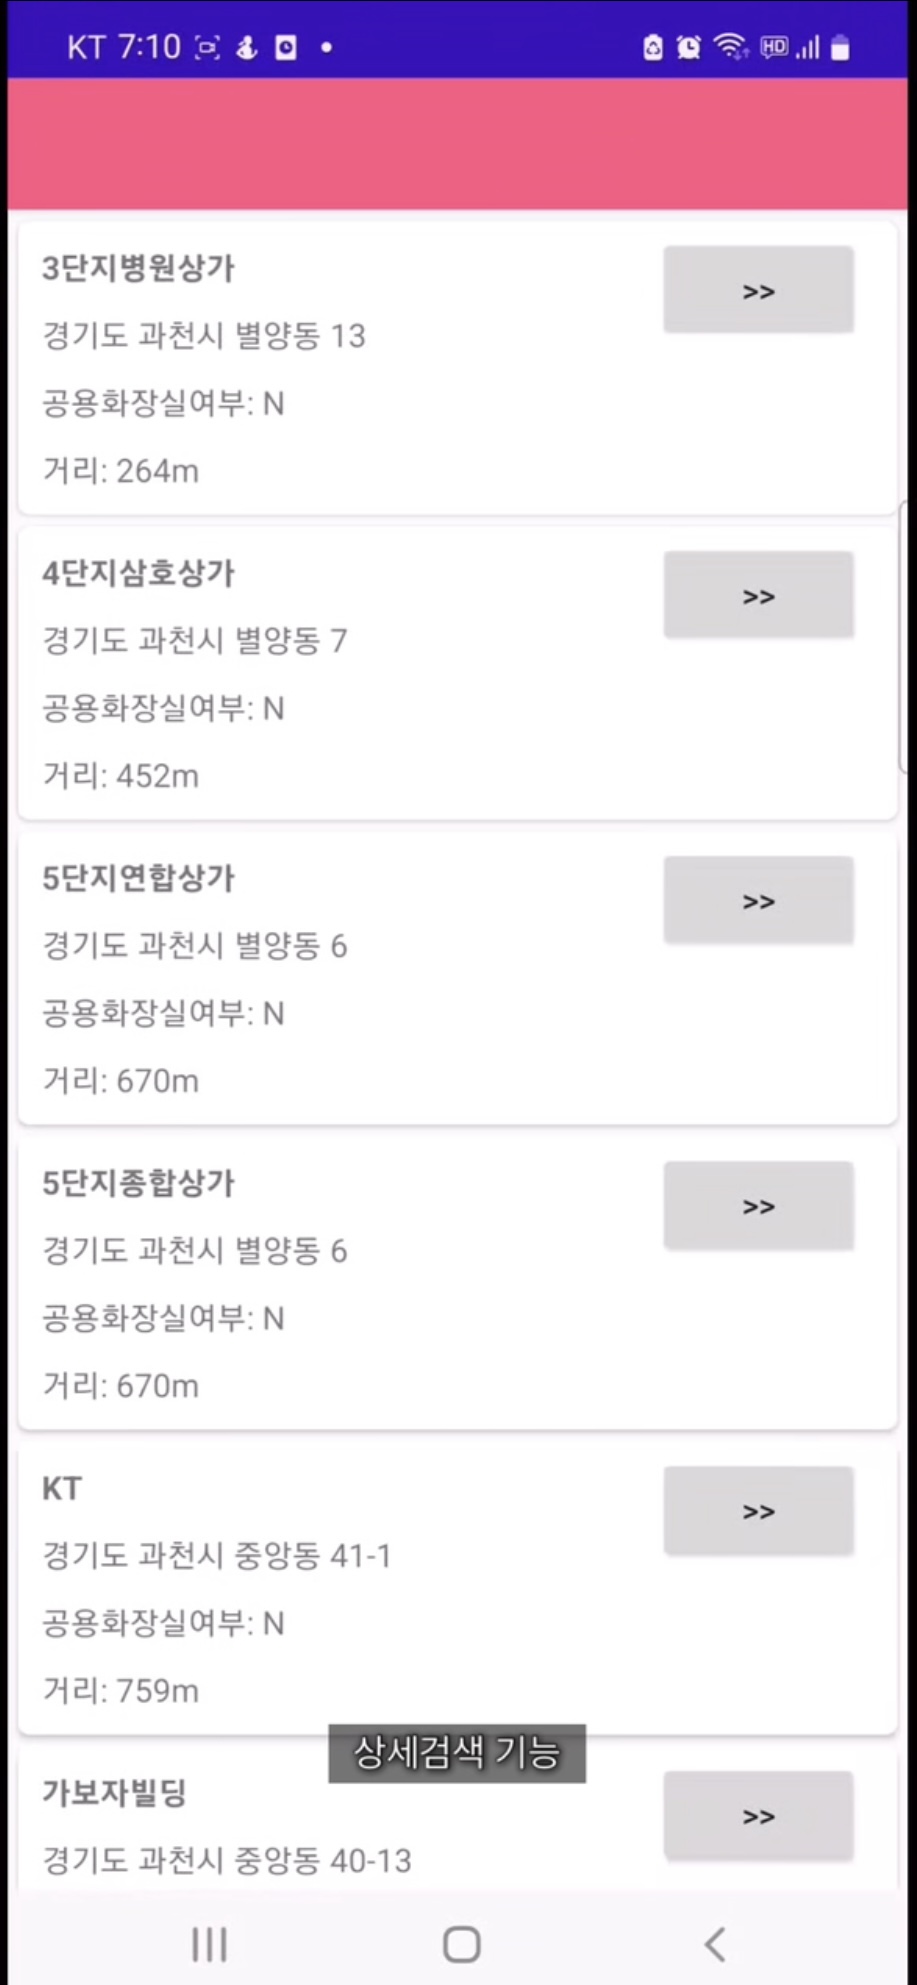 KT 7:10
HD
3단지병원상가
>>
경기도 과천시 별양동 13
공용화장실여부: N
거리: 264m
4단지삼호상가
>>
경기도 과천시 별양동 7
공용화장실여부: N
거리: 452m
5단지연합상가
>>
경기도 과천시 별양동 6
공용화장실여부: N
거리: 670m
5단지종합상가
>>
경기도 과천시 별양동 6
공용화장실여부: N
거리: 670m
KT
>>
경기도 과천시 중앙동 41-1
공용화장실여부: N
거리: 759m
상세검색 기능
가보자빌딩
>>
경기도 과천시 중앙동 40-13